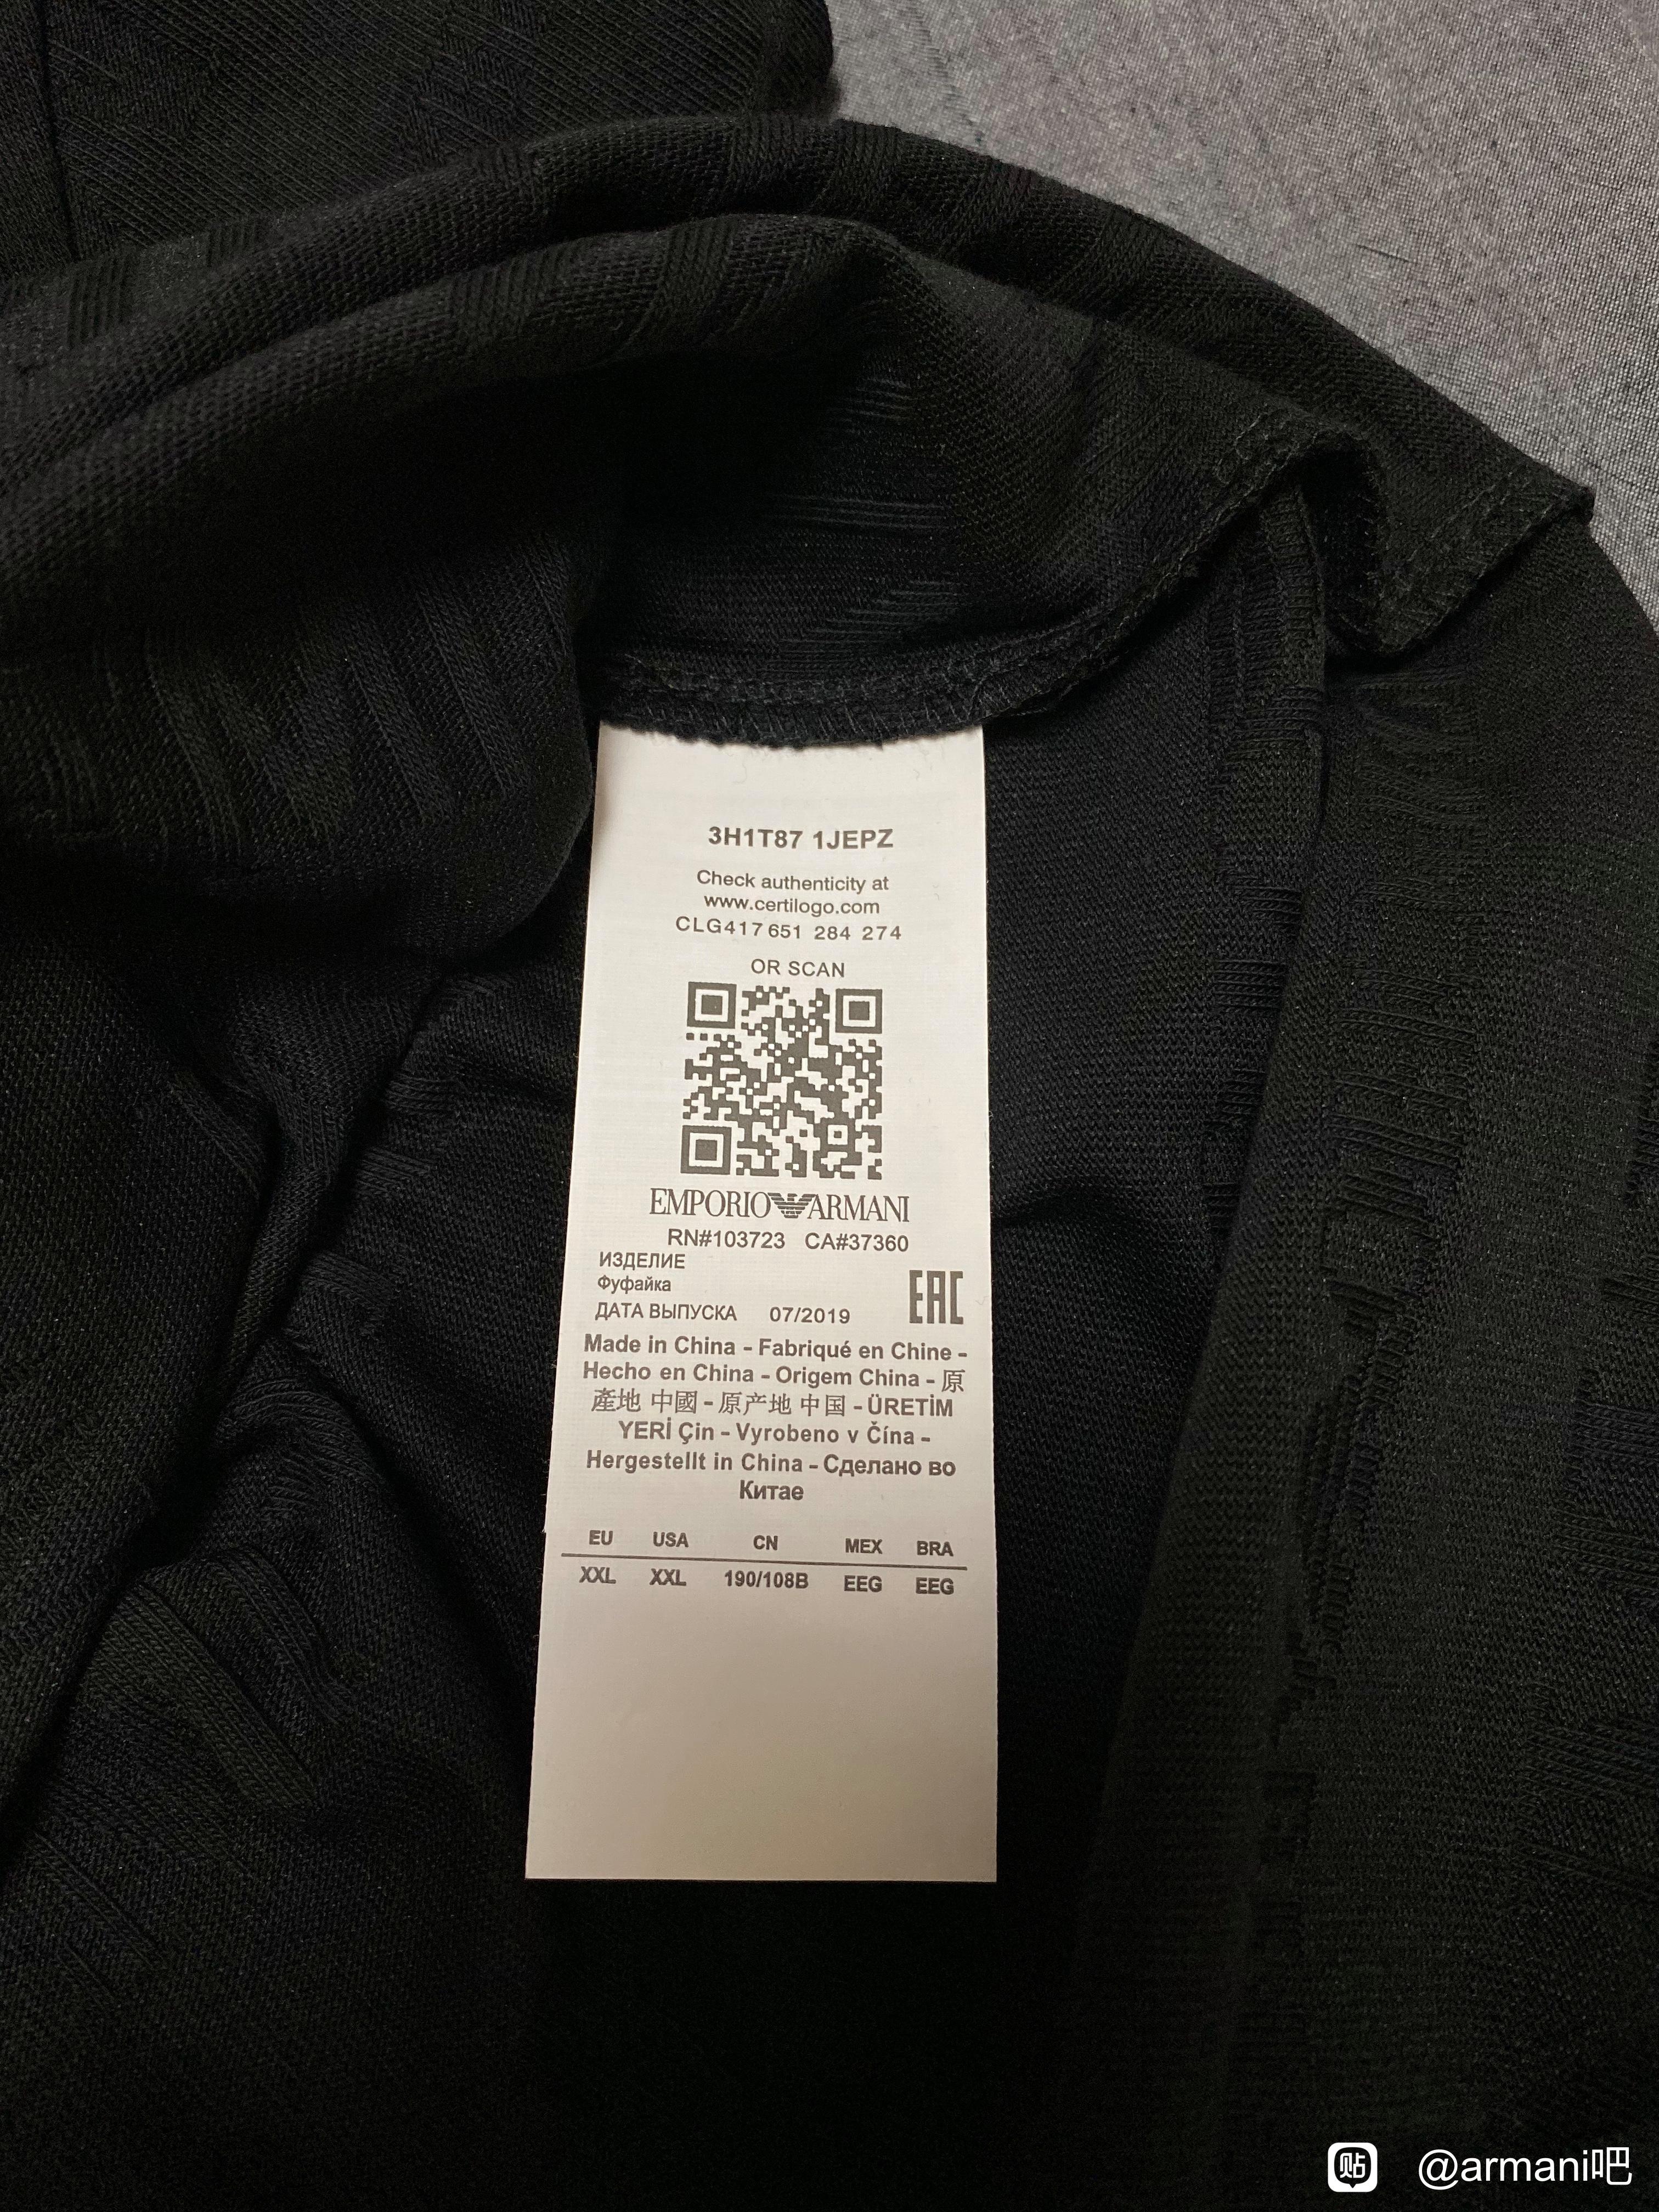 3H1T87 1JEPZ
Check authenticity at
www.certilogo.com
CLG417 651 284 274
OR SCAN
EMPORIO ARMANI
RN#103723 CA#37360
ИЗДЕЛИЕ
Фуфайка
ДАТА ВЫПУСКА 07/2019
EAC
Made in China - Fabriqué en Chine -
Hecho en China - Origem China - 原
產地 中國 - 原产地 中国 - ÜRETİM
YERİ Çin - Vyrobeno v Čína -
Hergestellt in China - Сделано во
Китае
EU USA CN MEX BRA
XXL XXL 190/108B EEG EEG
贴 @armani吧